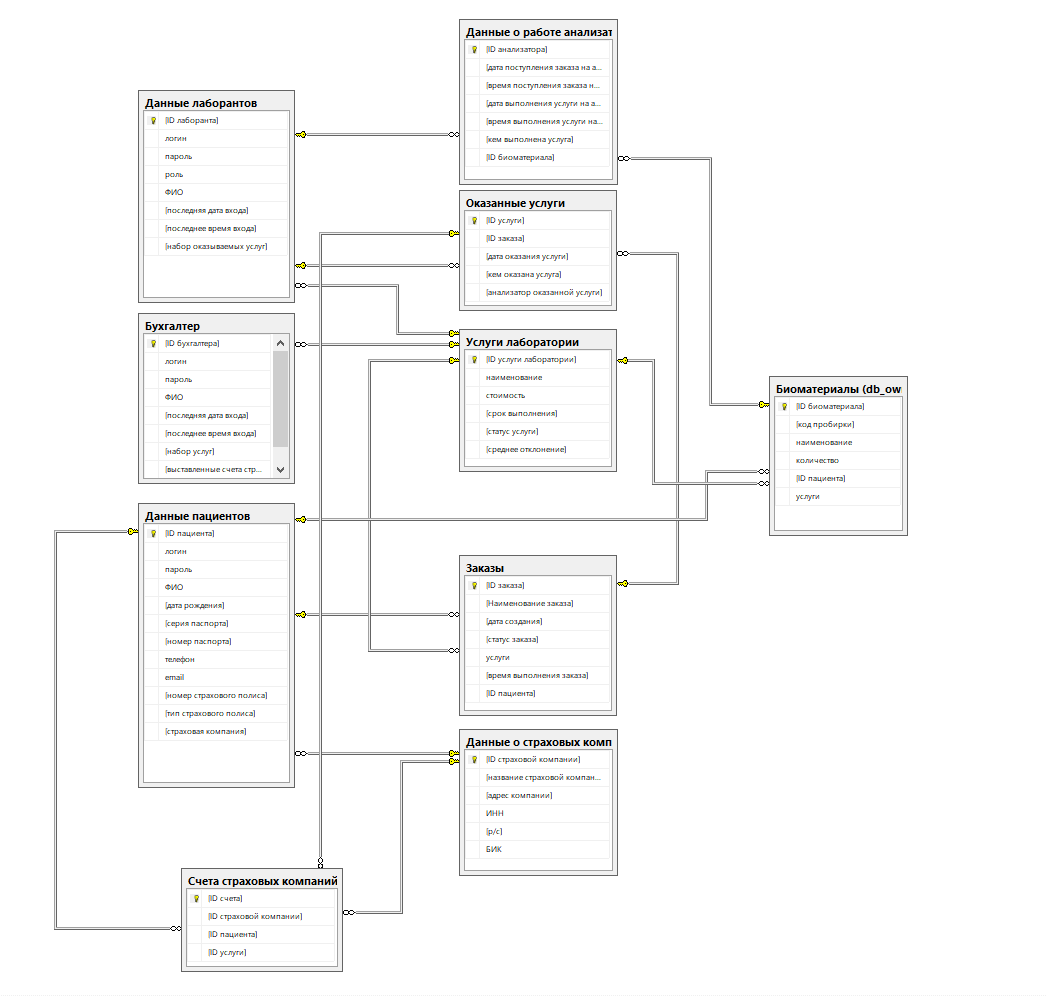 Данные о работе анализат
[ID анализатора]
[дата поступления заказа на а...
[время поступления заказа н...
[дата выполнения услуги на а...
[время выполнения услуги на...
[кем выполнена услуга]
[ID биоматериала]
Данные лаборантов
[ID лаборанта]
логин
пароль
роль
ФИО
[последняя дата входа]
[последнее время входа]
[набор оказываемых услуг]
Оказанные услуги
[ID услуги]
[ID заказа]
[дата оказания услуги]
[кем оказана услуга]
[анализатор оказанной услуги]
Бухгалтер
[ID бухгалтера]
логин
пароль
ФИО
[последняя дата входа]
[последнее время входа]
[набор услуг]
[выставленные счета стр...
Услуги лаборатории
[ID услуги лаборатории]
наименование
стоимость
[срок выполнения]
[статус услуги]
[среднее отклонение]
Биоматериалы (db_ow
[ID биоматериала]
[код пробирки]
наименование
количество
[ID пациента]
услуги
Данные пациентов
[ID пациента]
логин
пароль
ФИО
[дата рождения]
[серия паспорта]
[номер паспорта]
телефон
email
[номер страхового полиса]
[тип страхового полиса]
[страховая компания]
Заказы
[ID заказа]
[Наименование заказа]
[дата создания]
[статус заказа]
услуги
[время выполнения заказа]
[ID пациента]
Данные о страховых комп
[ID страховой компании]
[название страховой компан...
[адрес компании]
ИНН
[р/с]
БИК
Счета страховых компаний
[ID счета]
[ID страховой компании]
[ID пациента]
[ID услуги]